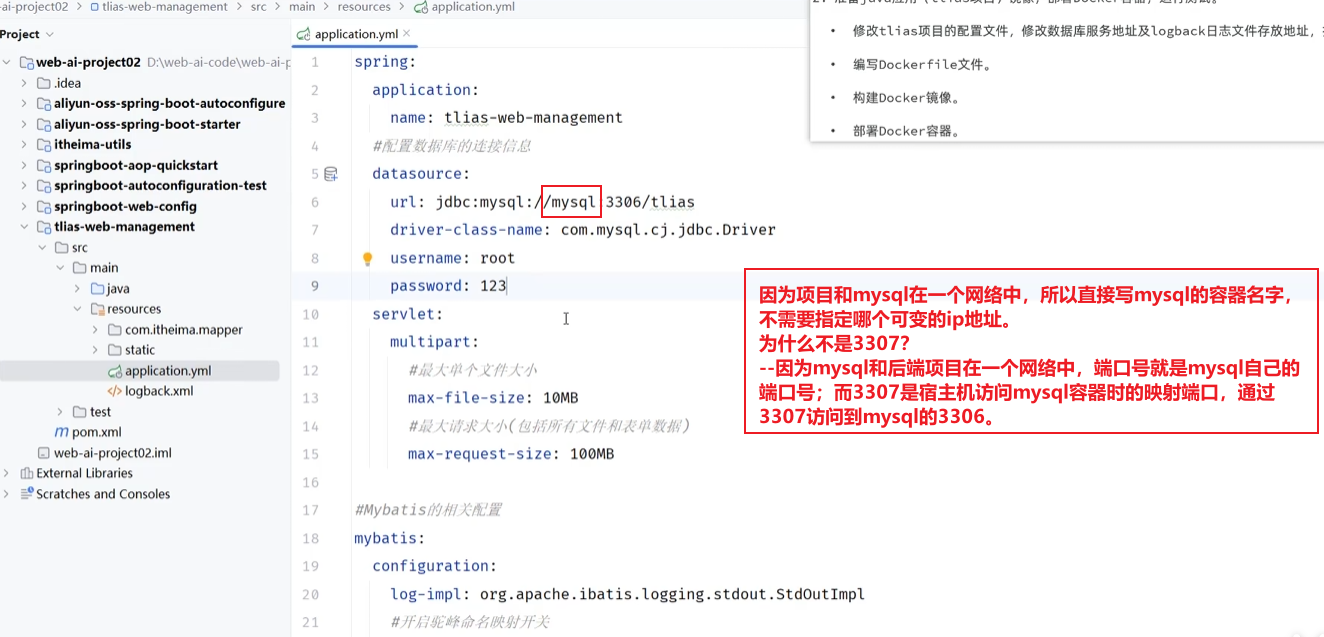 -ai-project02 > tlias-web-management > src > main > resources > application.yml
Project
application.yml ×
web-ai-project02 D:\web-ai-code\web-ai-p
.idea
aliyun-oss-spring-boot-autoconfigure
aliyun-oss-spring-boot-starter
itheima-utils
springboot-aop-quickstart
springboot-autoconfiguration-test
springboot-web-config
tlias-web-management
src
main
java
resources
com.itheima.mapper
static
application.yml
logback.xml
test
pom.xml
web-ai-project02.iml
External Libraries
Scratches and Consoles
1 spring:
2 application:
3 name: tlias-web-management
4 #配置数据库的连接信息
5 datasource:
6 url: jdbc:mysql://mysql 3306/tlias
7 driver-class-name: com.mysql.cj.jdbc.Driver
8 username: root
9 password: 123
10 servlet:
11 multipart:
12 #最大单个文件大小
13 max-file-size: 10MB
14 #最大请求大小(包括所有文件和表单数据)
15 max-request-size: 100MB
16
17 #Mybatis的相关配置
18 mybatis:
19 configuration:
20 log-impl: org.apache.ibatis.logging.stdout.StdOutImpl
21 #开启驼峰命名映射开关
• 修改tlias项目的配置文件，修改数据库服务地址及logback日志文件存放地址，
• 编写Dockerfile文件。
• 构建Docker镜像。
• 部署Docker容器。
因为项目和mysql在一个网络中，所以直接写mysql的容器名字，
不需要指定哪个可变的ip地址。
为什么不是3307？
--因为mysql和后端项目在一个网络中，端口号就是mysql自己的
端口号；而3307是宿主机访问mysql容器时的映射端口，通过
3307访问到mysql的3306。